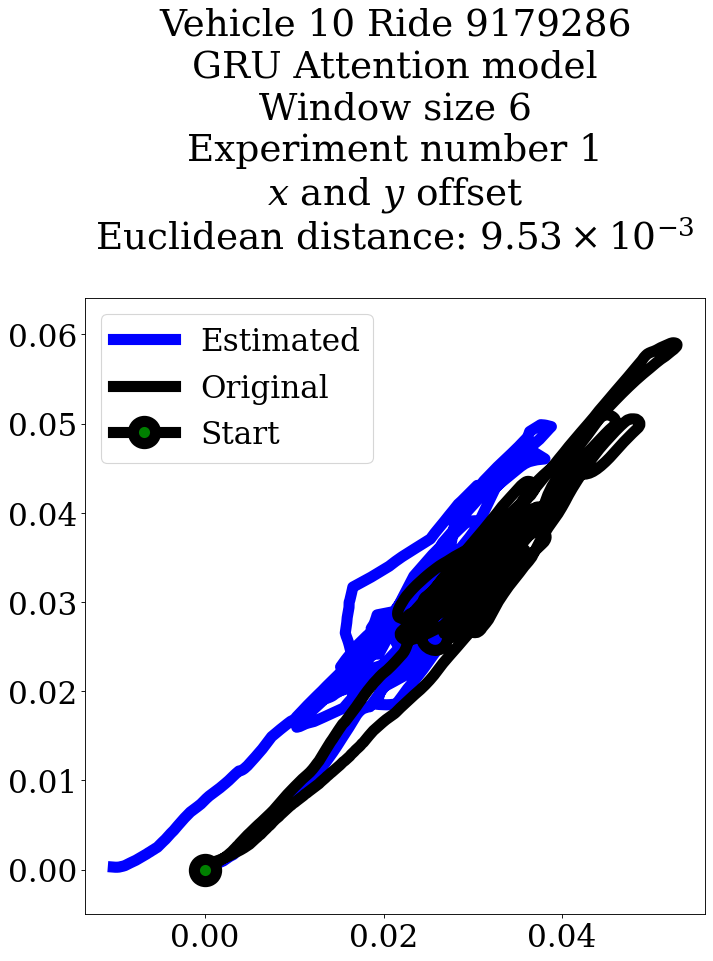 Vehicle 10 Ride 9179286
GRU Attention model
Window size 6
Experiment number 1
x and y offset
Euclidean distance: 9.53 × 10⁻³
Estimated
Original
Start
0.06
0.05
0.04
0.03
0.02
0.01
0.00
0.00 0.02 0.04